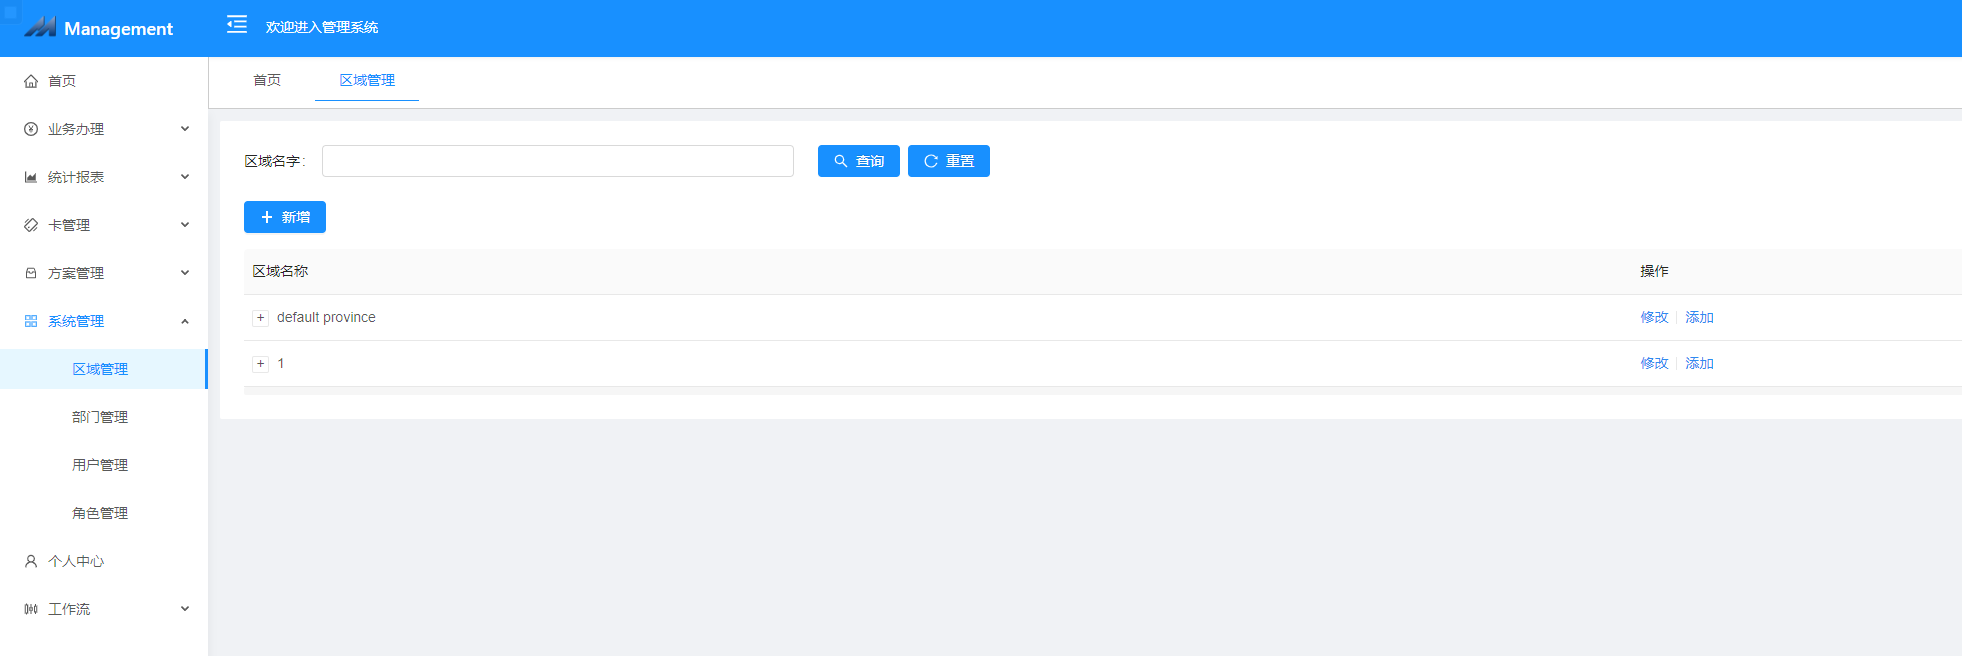 Management
欢迎进入管理系统
首页
业务办理
统计报表
卡管理
方案管理
系统管理
区域管理
部门管理
用户管理
角色管理
个人中心
工作流
首页 区域管理
区域名字: 查询 重置
+ 新增
区域名称 操作
+ default province 修改 添加
+ 1 修改 添加